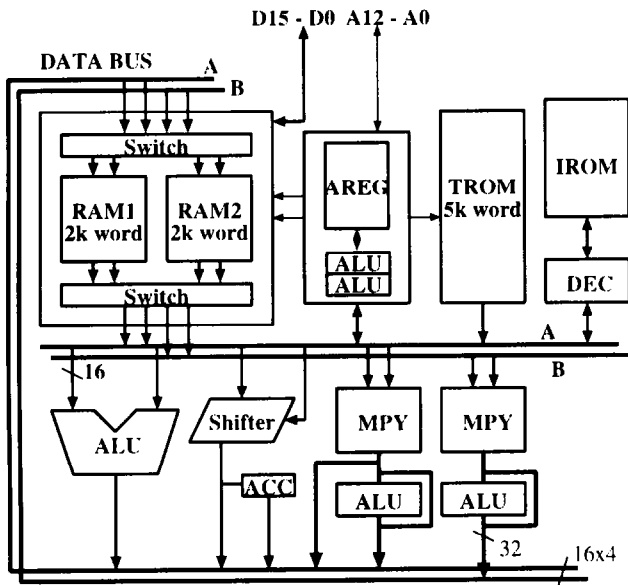 D15 - D0 A12 - A0
DATA BUS
A
B
Switch
RAM1
2k word
RAM2
2k word
Switch
AREG
ALU
ALU
TROM
5k word
IROM
DEC
A
B
16
ALU
Shifter
ACC
MPY
ALU
MPY
ALU
32
16x4